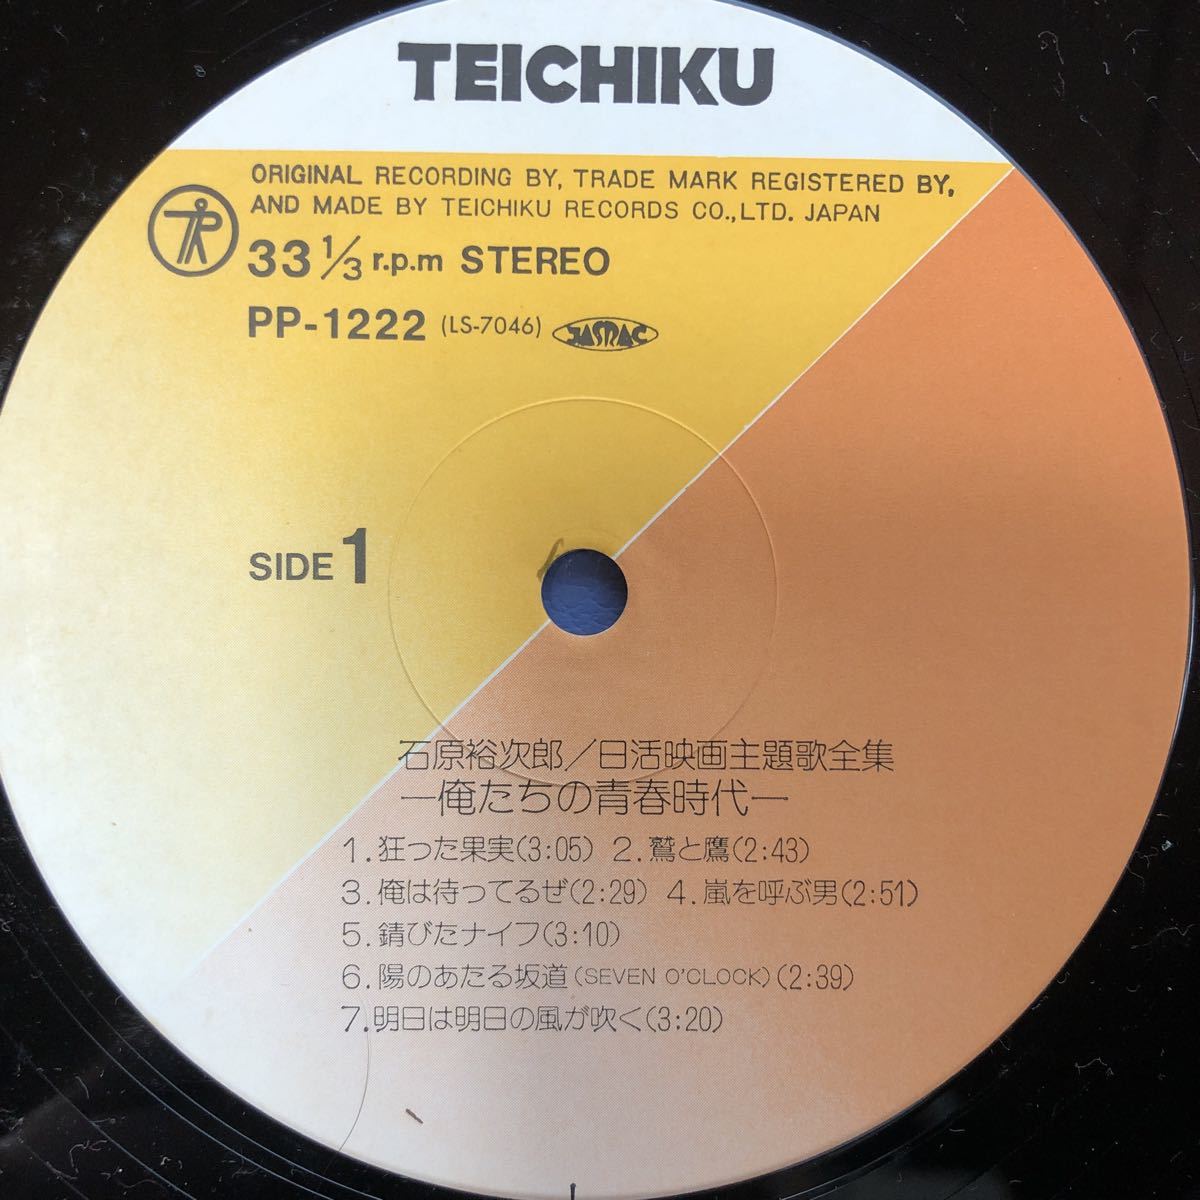 TEICHIKU
ORIGINAL RECORDING BY, TRADE MARK REGISTERED BY,
AND MADE BY TEICHIKU RECORDS CO.,LTD. JAPAN
33 1/3 r.p.m STEREO
PP-1222 (LS-7046) JASRAC
SIDE 1
石原裕次郎/日活映画主題歌全集
—俺たちの青春時代—
1.狂った果実(3:05) 2.鷲と鷹(2:43)
3.俺は待ってるぜ(2:29) 4.嵐を呼ぶ男(2:51)
5.錆びたナイフ(3:10)
6.陽のあたる坂道(SEVEN O'CLOCK)(2:39)
7.明日は明日の風が吹く(3:20)